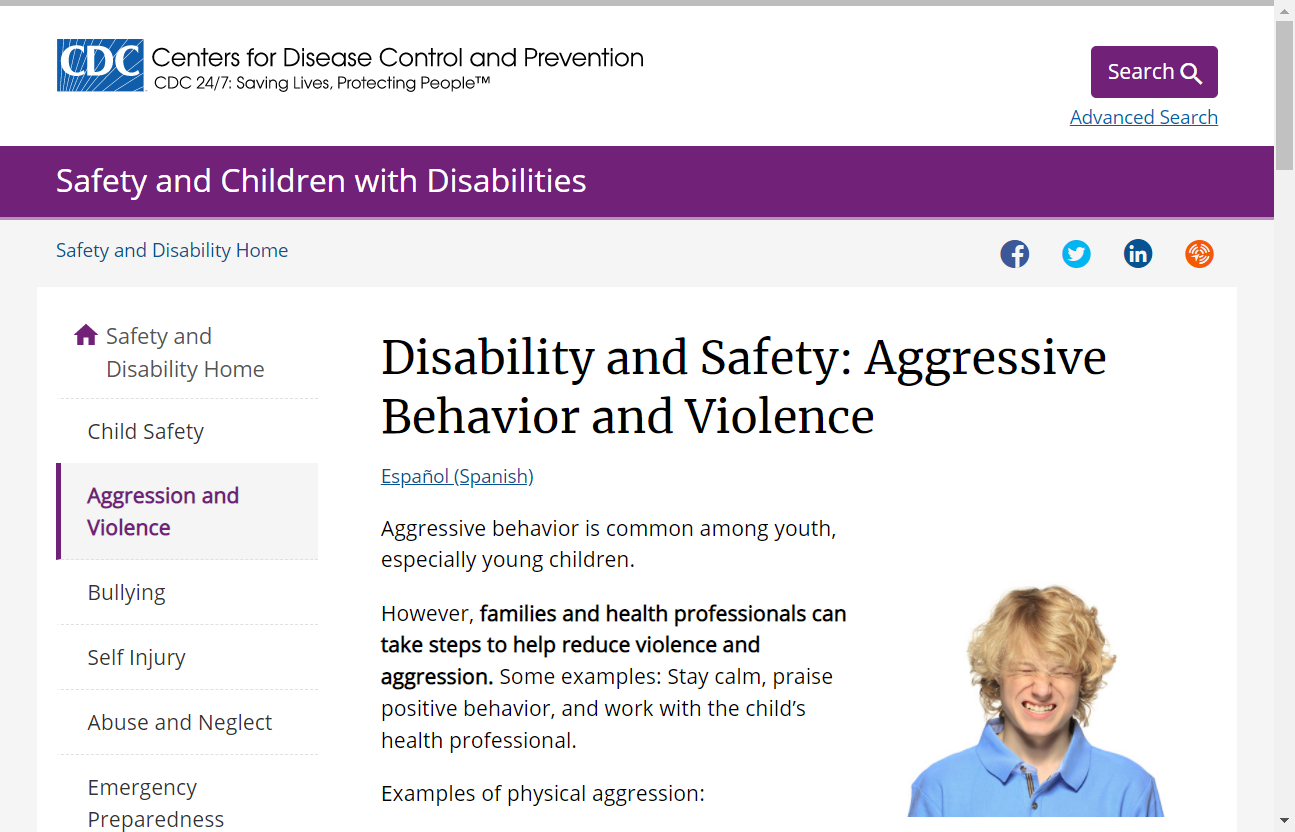 CDC Centers for Disease Control and Prevention
CDC 24/7: Saving Lives, Protecting People™
Search
Advanced Search
Safety and Children with Disabilities
Safety and Disability Home
Safety and
Disability Home
Child Safety
Aggression and
Violence
Bullying
Self Injury
Abuse and Neglect
Emergency
Preparedness
Disability and Safety: Aggressive
Behavior and Violence
Español (Spanish)
Aggressive behavior is common among youth,
especially young children.
However, families and health professionals can
take steps to help reduce violence and
aggression. Some examples: Stay calm, praise
positive behavior, and work with the child’s
health professional.
Examples of physical aggression: